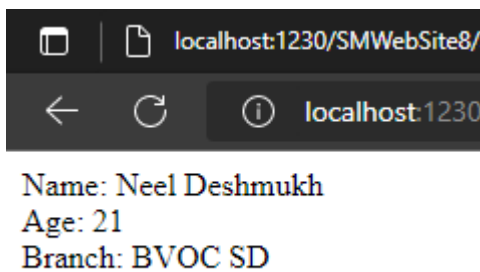 localhost:1230/SMWebSite8/
localhost:1230
Name: Neel Deshmukh
Age: 21
Branch: BVOC SD